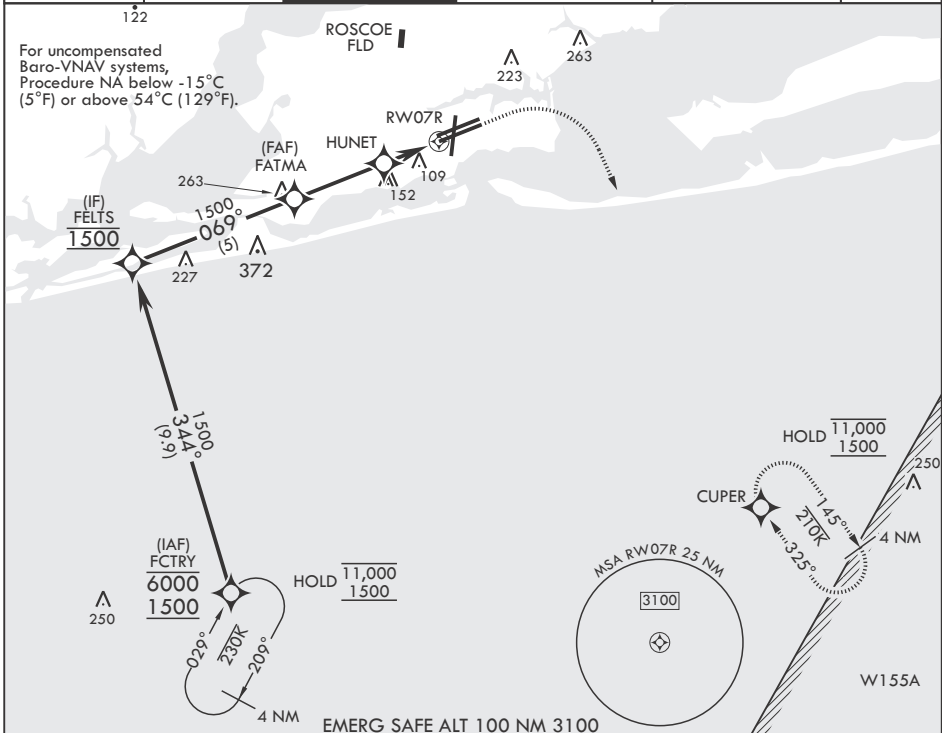 122
ROSCOE
FLD
For uncompensated
Baro-VNAV systems,
Procedure NA below -15°C
(5°F) or above 54°C (129°F).
263
223
RW07R
HUNET
(FAF)
FATMA
109
152
263
(IF)
FELTS
1500
1500
069°
(5)
227
372
1500
344°
(9.9)
HOLD 11,000
1500
250
CUPER
145°
210K
325°
4 NM
(IAF)
FCTRY
6000
1500
HOLD 11,000
1500
250
029°
230K
209°
4 NM
MSA RW07R 25 NM
3100
W155A
EMERG SAFE ALT 100 NM 3100